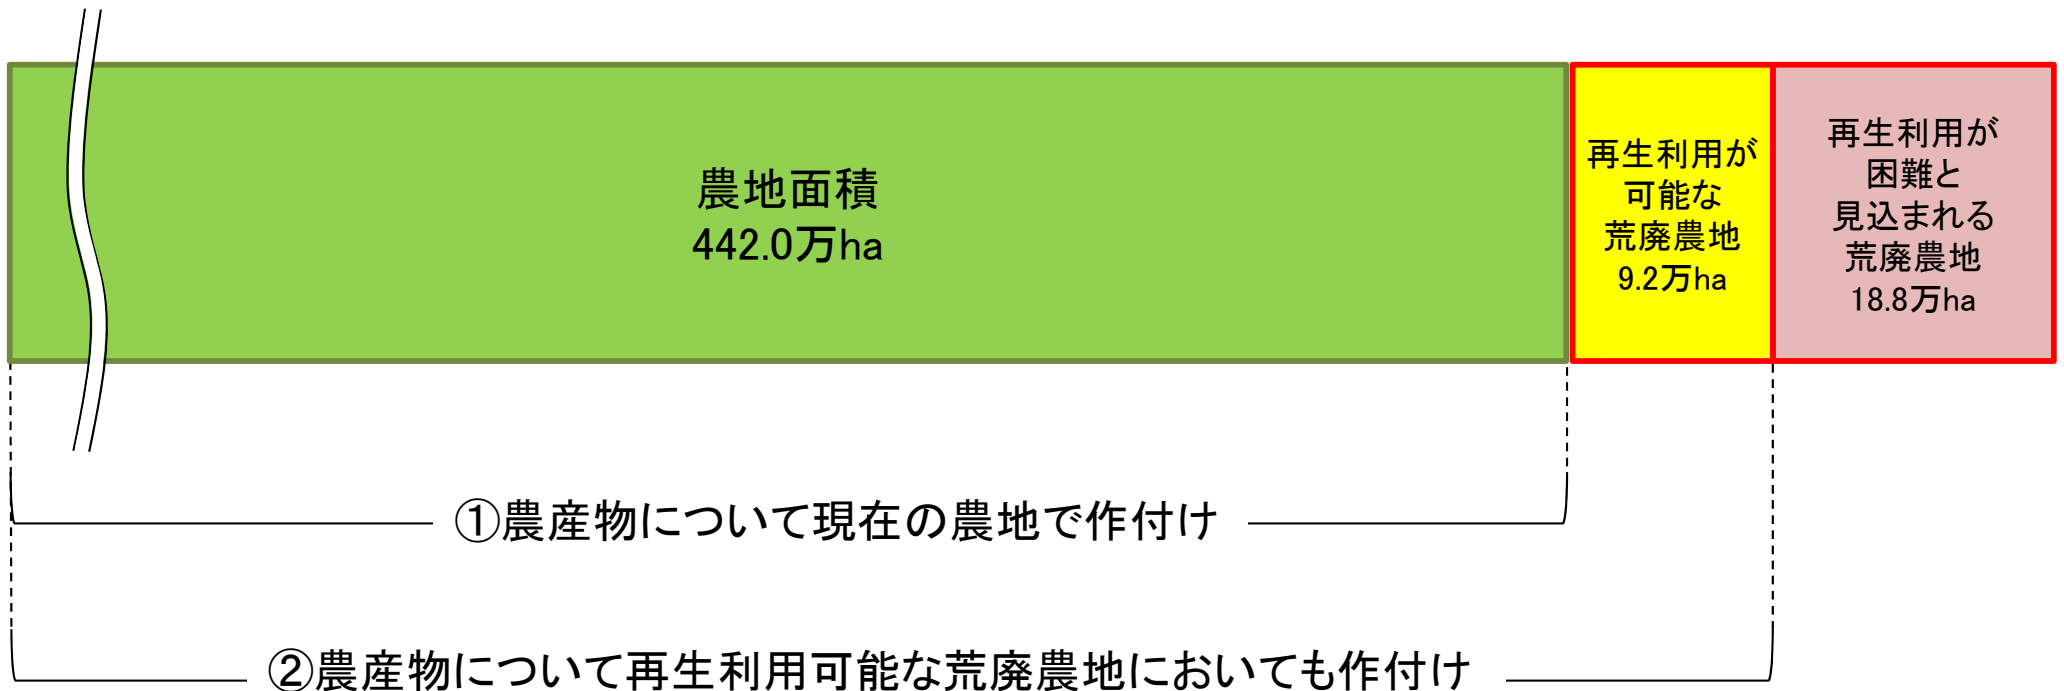 農地面積
442.0万ha
再生利用が
可能な
荒廃農地
9.2万ha
再生利用が
困難と
見込まれる
荒廃農地
18.8万ha
①農産物について現在の農地で作付け
②農産物について再生利用可能な荒廃農地においても作付け